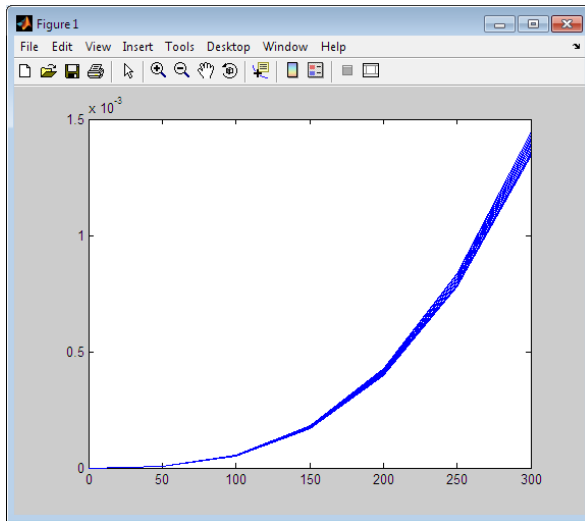 Figure 1
File Edit View Insert Tools Desktop Window Help
x 10^-3
1.5
1
0.5
0
0 50 100 150 200 250 300